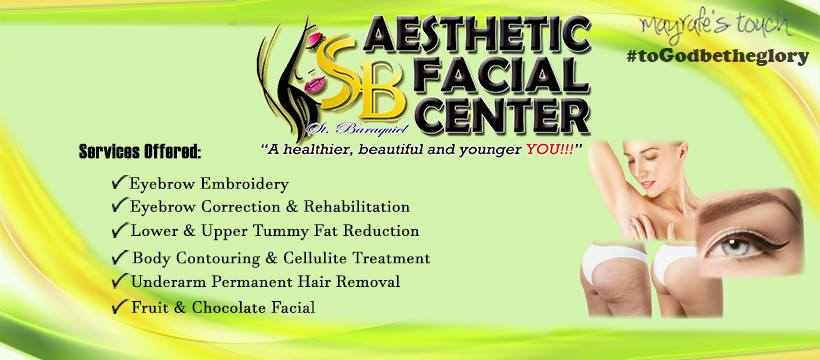 mayrafe's touch
#toGodbetheglory
SB
AESTHETIC
FACIAL
CENTER
St. Baraquiel
"A healthier, beautiful and younger YOU!!!"
Services Offered:
✓Eyebrow Embroidery
✓Eyebrow Correction & Rehabilitation
✓Lower & Upper Tummy Fat Reduction
✓Body Contouring & Cellulite Treatment
✓Underarm Permanent Hair Removal
✓Fruit & Chocolate Facial